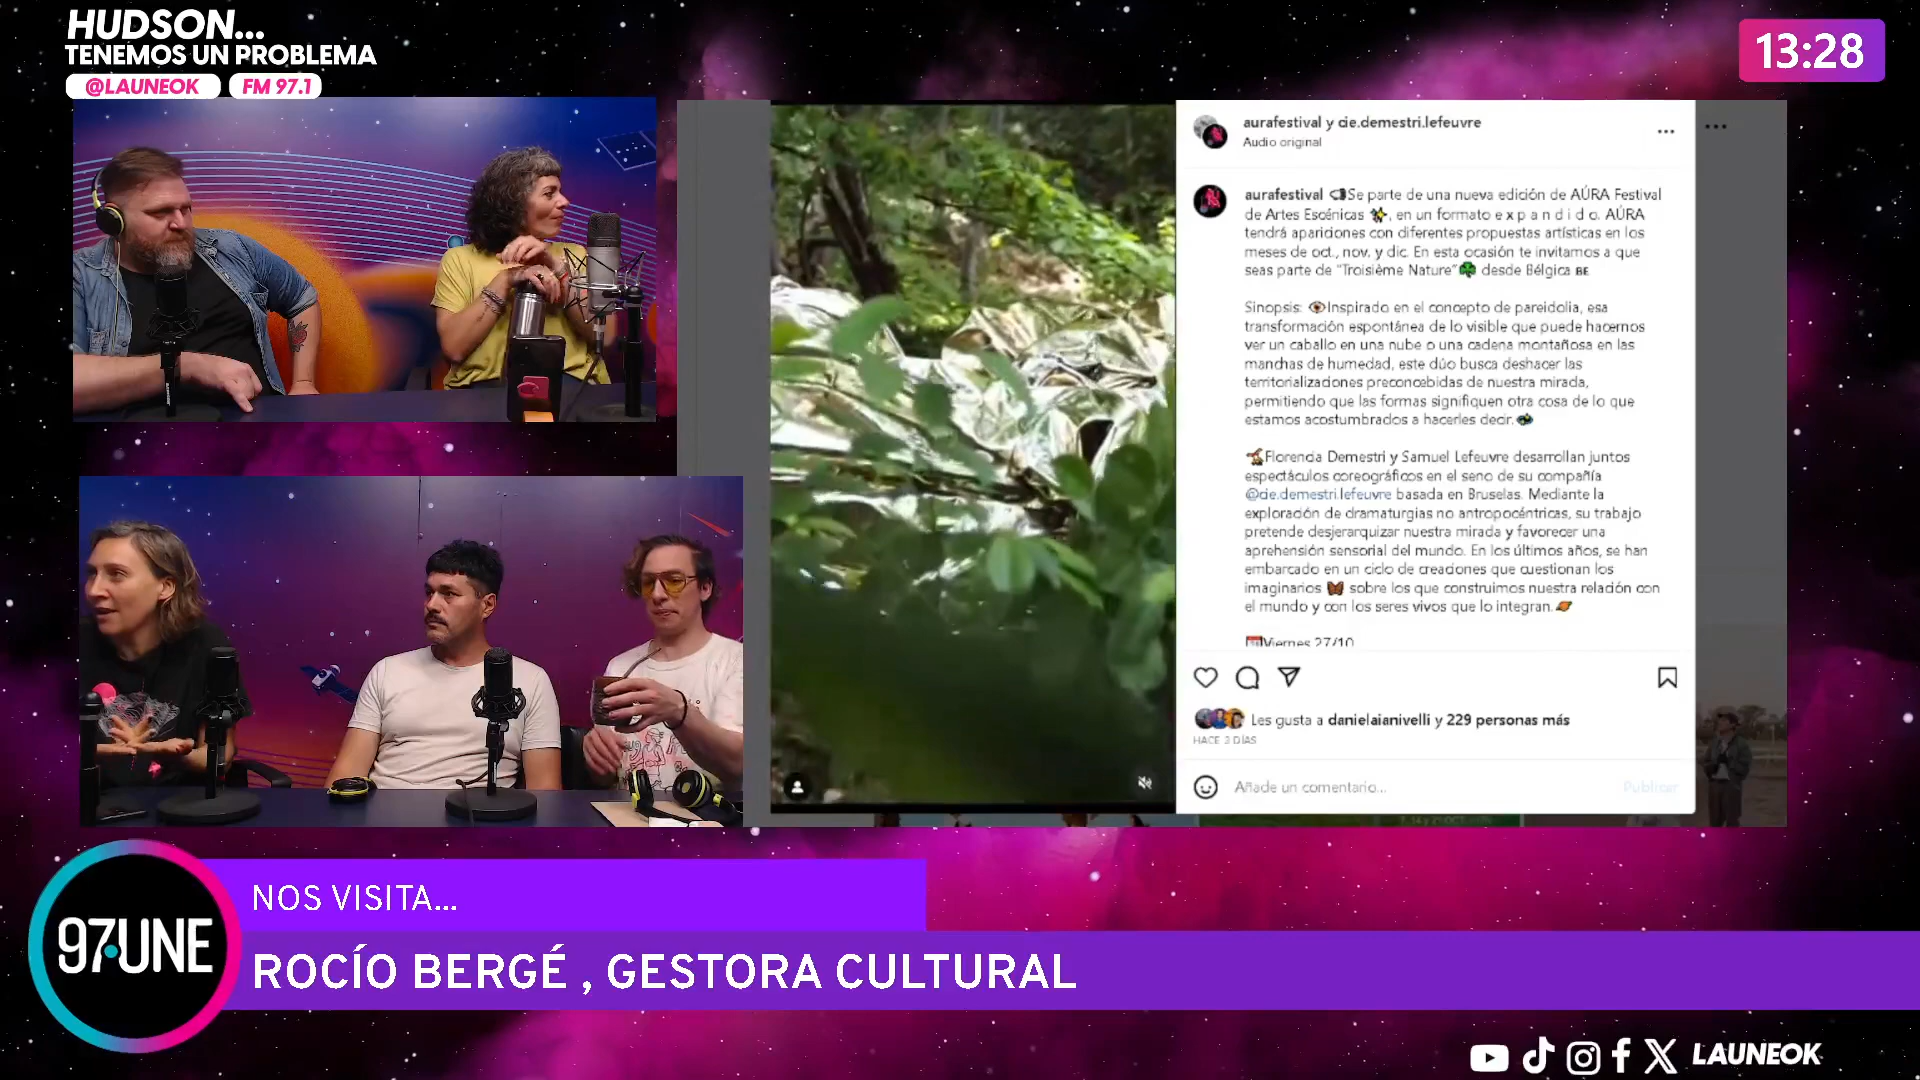 HUDSON...
TENEMOS UN PROBLEMA
@LAUNEOK FM 97.1
13:28
aurafestival y cie.demestri.lefeuvre
Audio original
aurafestival Se parte de una nueva edición de AÚRA Festival
de Artes Escénicas ✨, en un formato e x p a n d i d o. AÚRA
tendrá apariciones con diferentes propuestas artísticas en los
meses de oct., nov. y dic. En esta ocasión te invitamos a que
seas parte de "Troisième Nature"☘ desde Bélgica BE
Sinopsis: 👁Inspirado en el concepto de pareidolia, esa
transformación espontánea de lo visible que puede hacernos
ver un caballo en una nube o una cadena montañosa en las
manchas de humedad, este dúo busca deshacer las
territorializaciones preconcebidas de nuestra mirada,
permitiendo que las formas signifiquen otra cosa de lo que
estamos acostumbrados a hacerles decir.
Florencia Demestri y Samuel Lefeuvre desarrollan juntos
espectáculos coreográficos en el seno de su compañía
@cie.demestri.lefeuvre basada en Bruselas. Mediante la
exploración de dramaturgias no antropocéntricas, su trabajo
pretende desjerarquizar nuestra mirada y favorecer una
aprehensión sensorial del mundo. En los últimos años, se han
embarcado en un ciclo de creaciones que cuestionan los
imaginarios 🦋 sobre los que construimos nuestra relación con
el mundo y con los seres vivos que lo integran.🪐
📅Viernes 27/10
Les gusta a danielaianivelli y 229 personas más
HACE 3 DÍAS
Añade un comentario...
Publicar
NOS VISITA...
97.UNE
ROCÍO BERGÉ , GESTORA CULTURAL
LAUNEOK